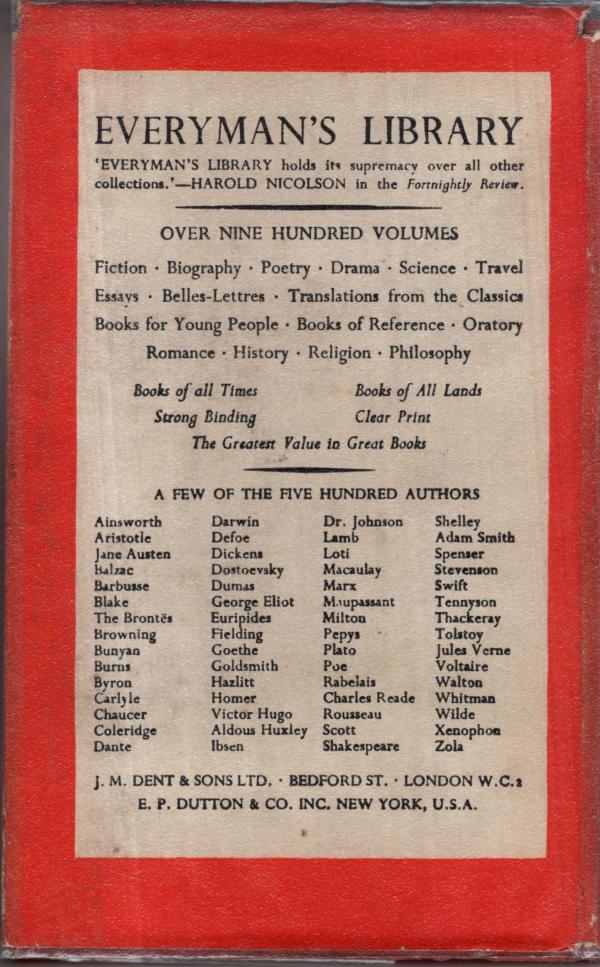 EVERYMAN'S LIBRARY
'EVERYMAN'S LIBRARY holds its supremacy over all other
collections.'—HAROLD NICOLSON in the Fortnightly Review.
OVER NINE HUNDRED VOLUMES
Fiction · Biography · Poetry · Drama · Science · Travel
Essays · Belles-Lettres · Translations from the Classics
Books for Young People · Books of Reference · Oratory
Romance · History · Religion · Philosophy
Books of all Times Books of All Lands
Strong Binding Clear Print
The Greatest Value in Great Books
A FEW OF THE FIVE HUNDRED AUTHORS
Ainsworth Darwin Dr. Johnson Shelley
Aristotle Defoe Lamb Adam Smith
Jane Austen Dickens Loti Spenser
Balzac Dostoevsky Macaulay Stevenson
Barbusse Dumas Marx Swift
Blake George Eliot Maupassant Tennyson
The Brontës Euripides Milton Thackeray
Browning Fielding Pepys Tolstoy
Bunyan Goethe Plato Jules Verne
Burns Goldsmith Poe Voltaire
Byron Hazlitt Rabelais Walton
Carlyle Homer Charles Reade Whitman
Chaucer Victor Hugo Rousseau Wilde
Coleridge Aldous Huxley Scott Xenophon
Dante Ibsen Shakespeare Zola
J. M. DENT & SONS LTD. · BEDFORD ST. · LONDON W.C.2
E. P. DUTTON & CO. INC. NEW YORK, U.S.A.